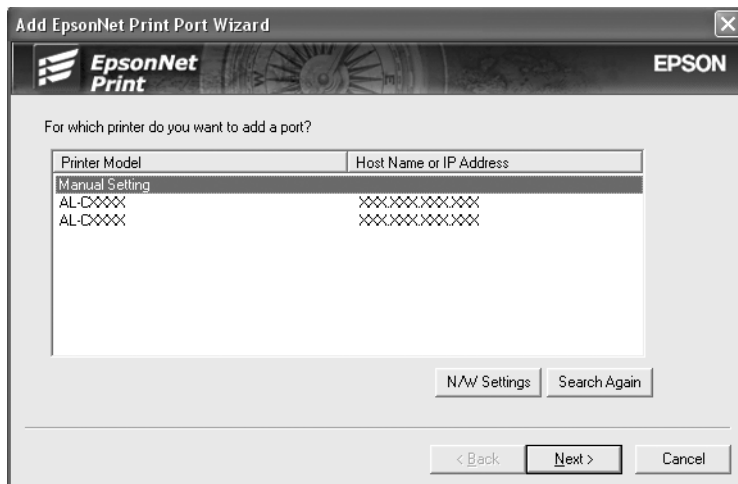 Add EpsonNet Print Port Wizard
EpsonNet
Print
EPSON
For which printer do you want to add a port?
Printer Model Host Name or IP Address
Manual Setting
AL-CXXXX XXX.XXX.XXX.XXX
AL-CXXXX XXX.XXX.XXX.XXX
N/W Settings Search Again
< Back Next > Cancel